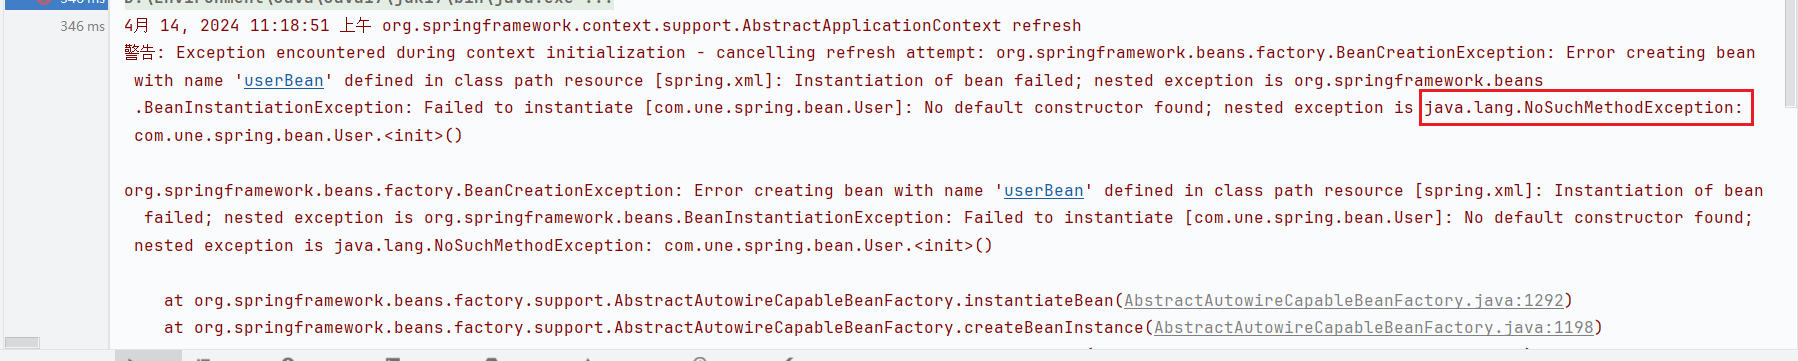 D:\Environment\Java\Java17\jdk17\bin\java.exe ...
346 ms
4月 14, 2024 11:18:51 上午 org.springframework.context.support.AbstractApplicationContext refresh
警告: Exception encountered during context initialization - cancelling refresh attempt: org.springframework.beans.factory.BeanCreationException: Error creating bean
with name 'userBean' defined in class path resource [spring.xml]: Instantiation of bean failed; nested exception is org.springframework.beans
.BeanInstantiationException: Failed to instantiate [com.une.spring.bean.User]: No default constructor found; nested exception is java.lang.NoSuchMethodException:
com.une.spring.bean.User.<init>()
org.springframework.beans.factory.BeanCreationException: Error creating bean with name 'userBean' defined in class path resource [spring.xml]: Instantiation of bean
failed; nested exception is org.springframework.beans.BeanInstantiationException: Failed to instantiate [com.une.spring.bean.User]: No default constructor found;
nested exception is java.lang.NoSuchMethodException: com.une.spring.bean.User.<init>()
at org.springframework.beans.factory.support.AbstractAutowireCapableBeanFactory.instantiateBean(AbstractAutowireCapableBeanFactory.java:1292)
at org.springframework.beans.factory.support.AbstractAutowireCapableBeanFactory.createBeanInstance(AbstractAutowireCapableBeanFactory.java:1198)